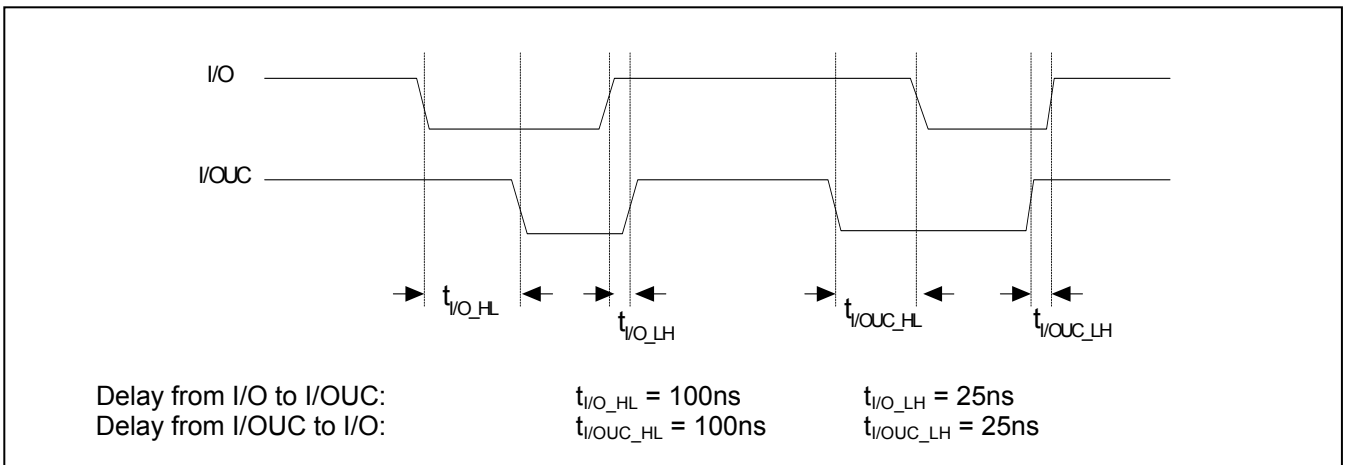 I/O
I/OUC
tI/O_HL
tI/O_LH
tI/OUC_HL
tI/OUC_LH
Delay from I/O to I/OUC: tI/O_HL = 100ns tI/O_LH = 25ns
Delay from I/OUC to I/O: tI/OUC_HL = 100ns tI/OUC_LH = 25ns